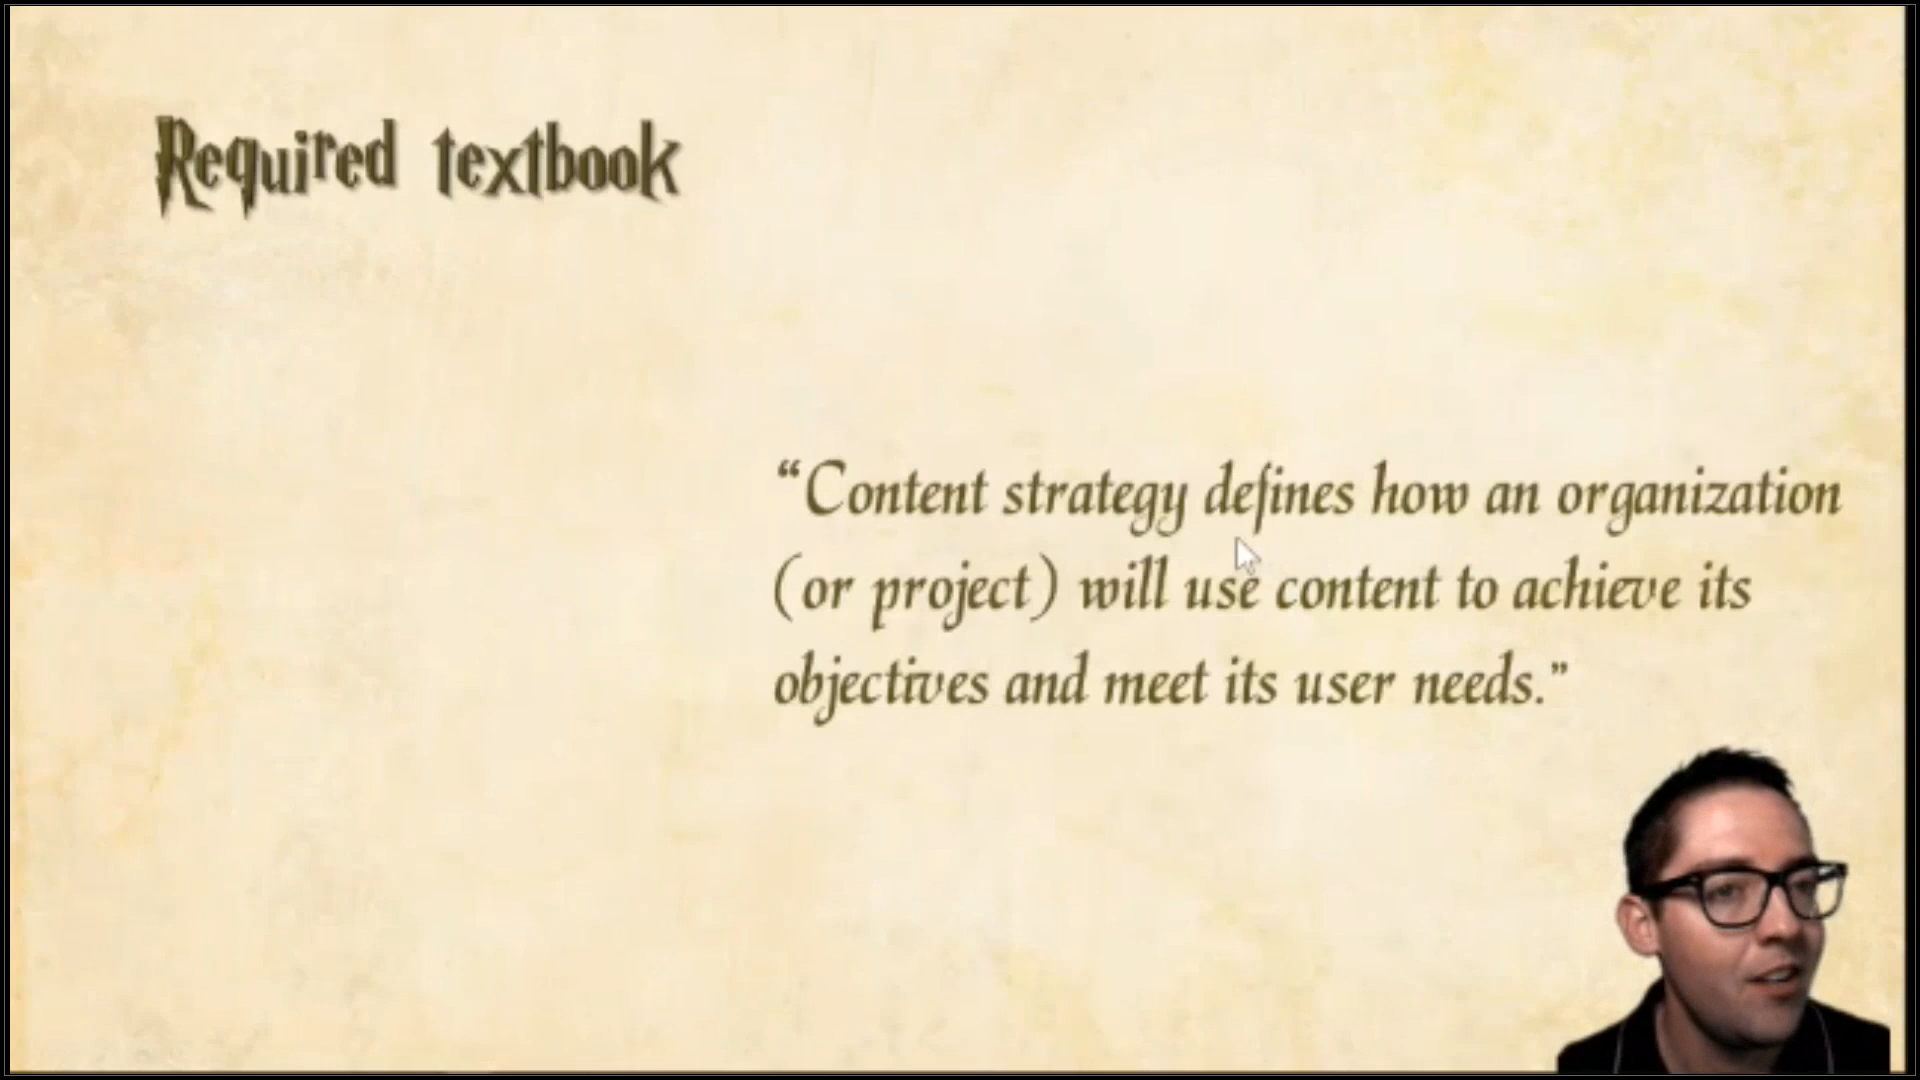 Required textbook
“Content strategy defines how an organization
(or project) will use content to achieve its
objectives and meet its user needs.”